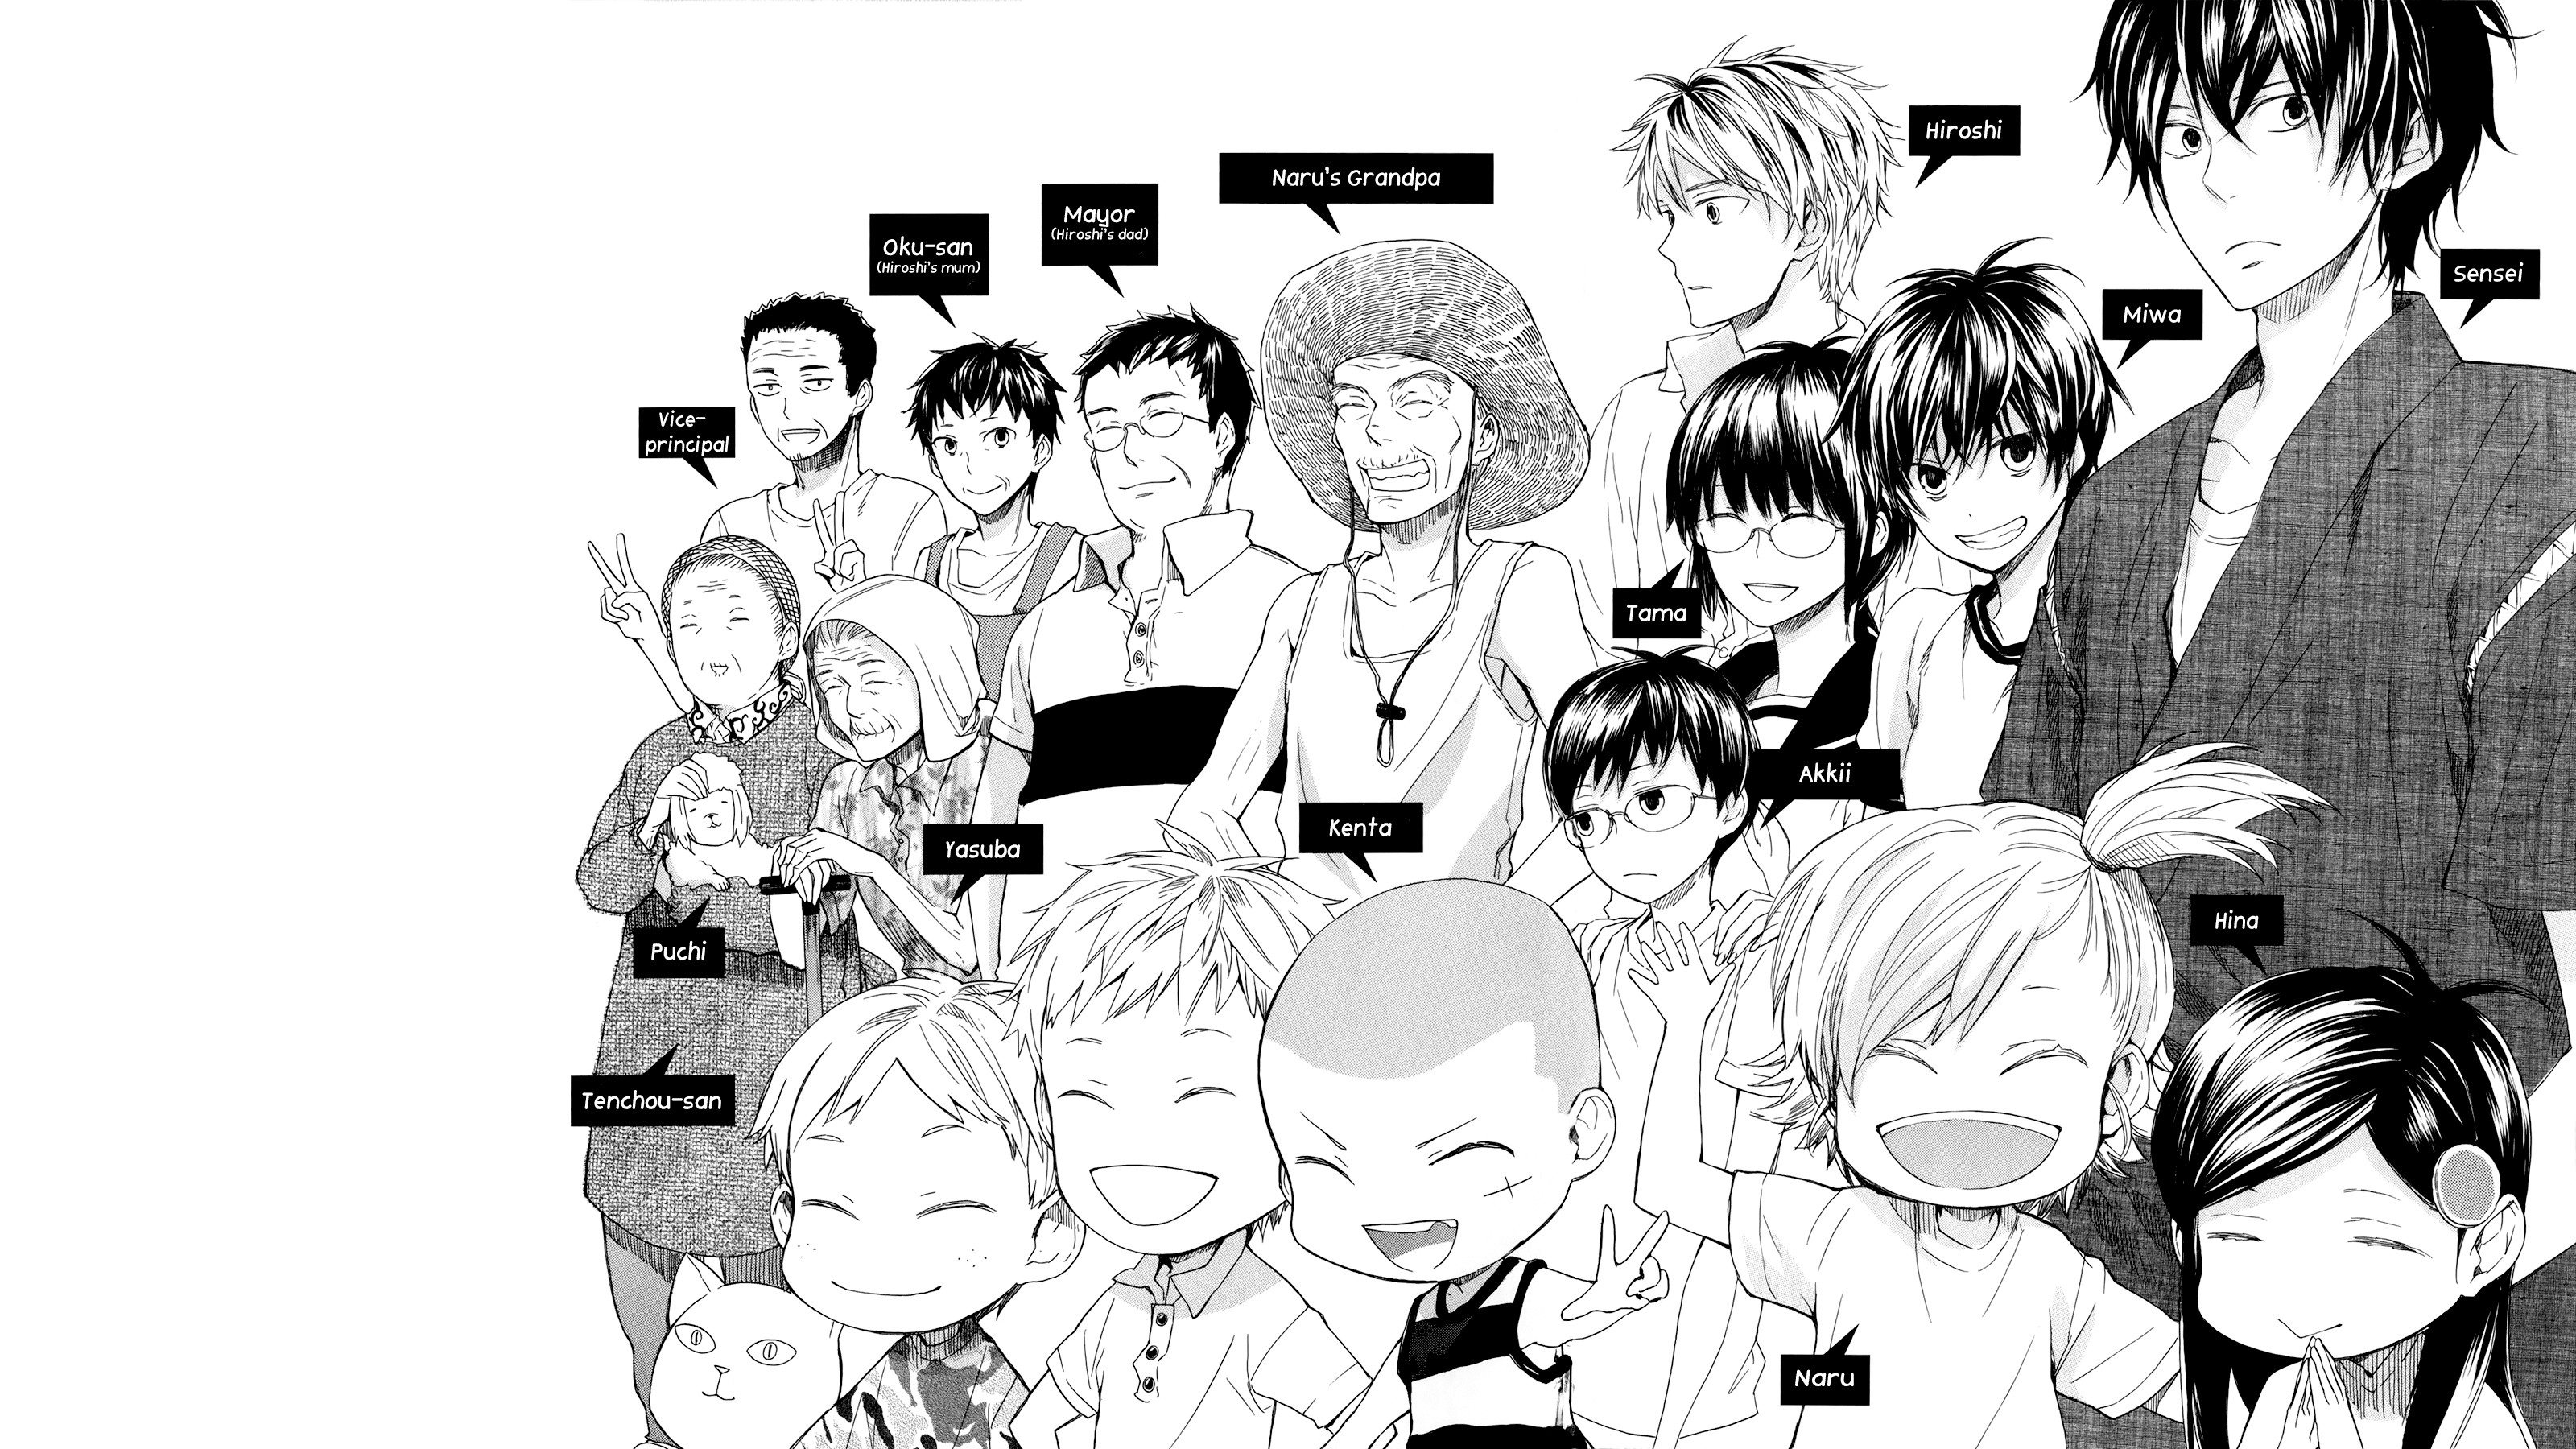 Hiroshi
Naru's Grandpa
Mayor
(Hiroshi's dad)
Oku-san
(Hiroshi's mum)
Sensei
Miwa
Vice-
principal
Tama
Akkii
Kenta
Yasuba
Hina
Puchi
Tenchou-san
Naru